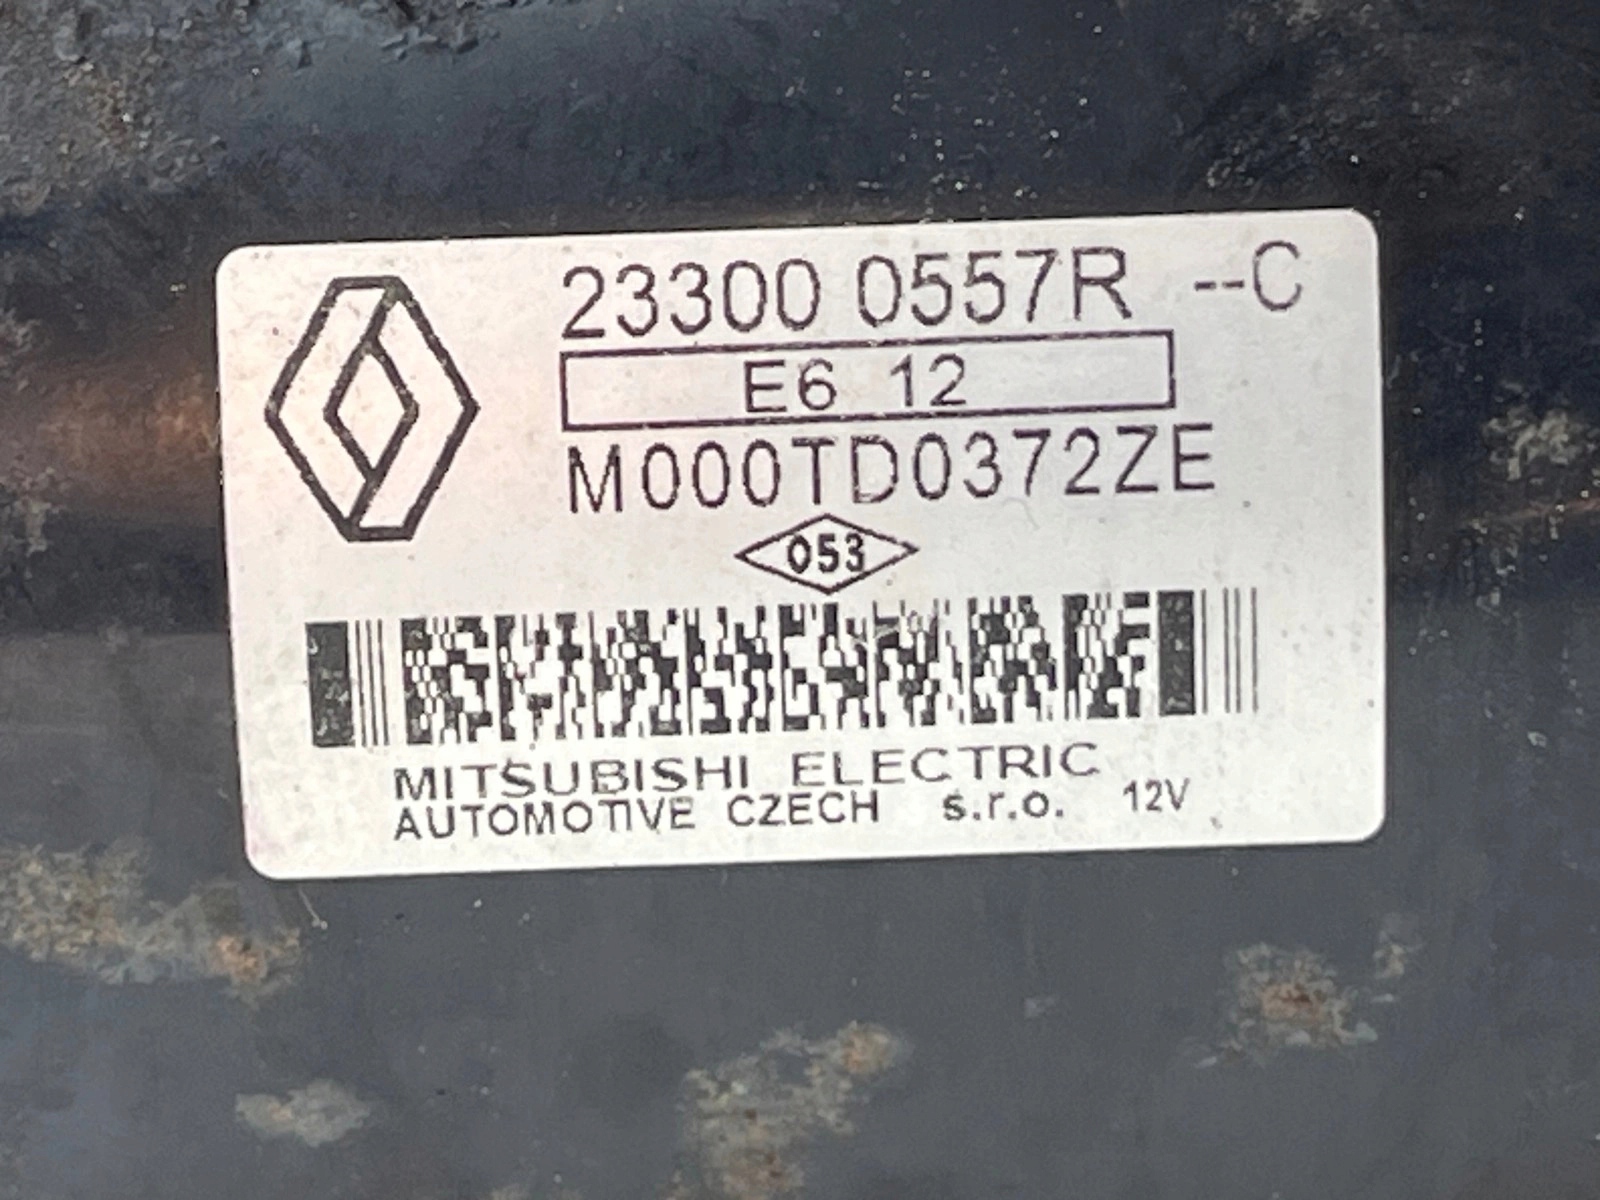 23300 0557R --C
E6 12
M000TD0372ZE
053
MITSUBISHI ELECTRIC
AUTOMOTIVE CZECH s.r.o. 12V